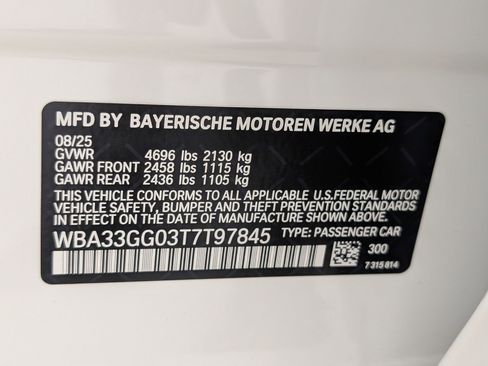 MFD BY BAYERISCHE MOTOREN WERKE AG
08/25
GVWR 4696 lbs 2130 kg
GAWR FRONT 2458 lbs 1115 kg
GAWR REAR 2436 lbs 1105 kg
THIS VEHICLE CONFORMS TO ALL APPLICABLE U.S.FEDERAL MOTOR
VEHICLE SAFETY, BUMPER, AND THEFT PREVENTION STANDARDS
IN EFFECT ON THE DATE OF MANUFACTURE SHOWN ABOVE.
WBA33GG03T7T97845 TYPE: PASSENGER CAR
300
7315814